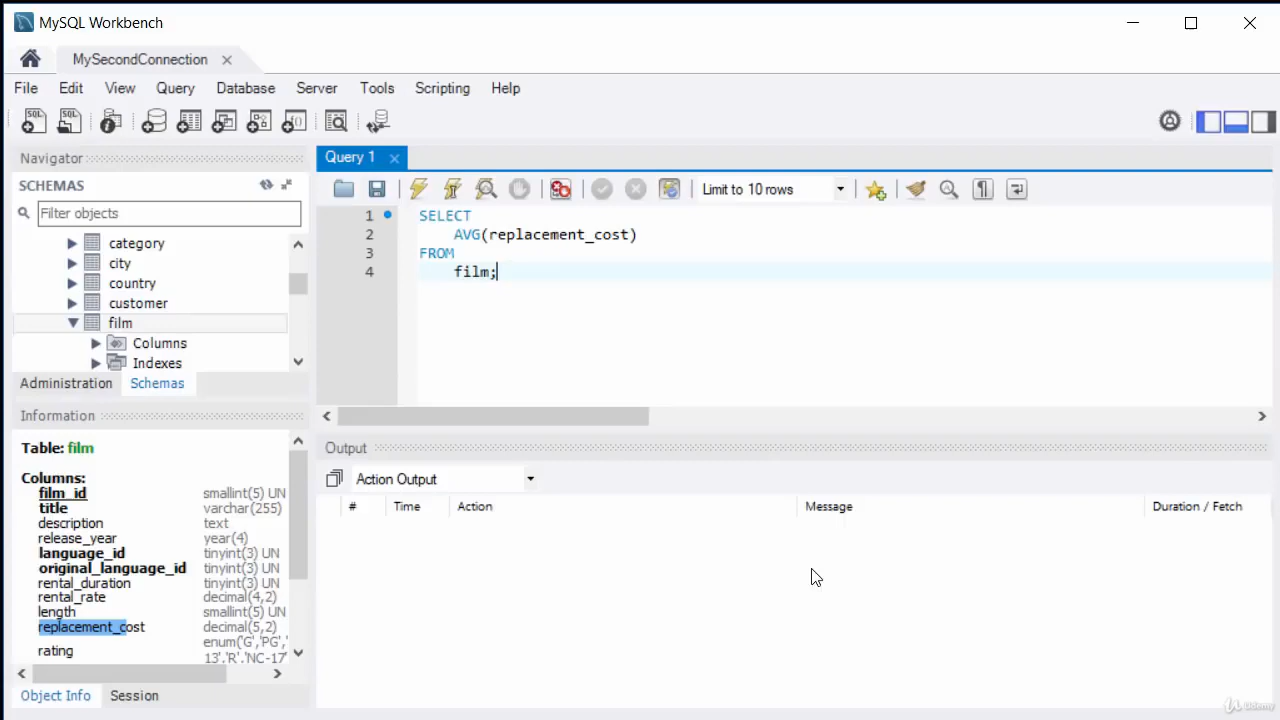 MySQL Workbench
MySecondConnection
File Edit View Query Database Server Tools Scripting Help
SQL SQL
Navigator
SCHEMAS
Filter objects
category
city
country
customer
film
Columns
Indexes
Administration Schemas
Information
Table: film
Columns:
film_id smallint(5) UN
title varchar(255)
description text
release_year year(4)
language_id tinyint(3) UN
original_language_id tinyint(3) UN
rental_duration tinyint(3) UN
rental_rate decimal(4,2)
length smallint(5) UN
replacement_cost decimal(5,2)
rating enum('G','PG','
13','R','NC-17'
Object Info Session
Query 1
Limit to 10 rows
1 SELECT
2 AVG(replacement_cost)
3 FROM
4 film;
Output
Action Output
# Time Action Message Duration / Fetch
Udemy